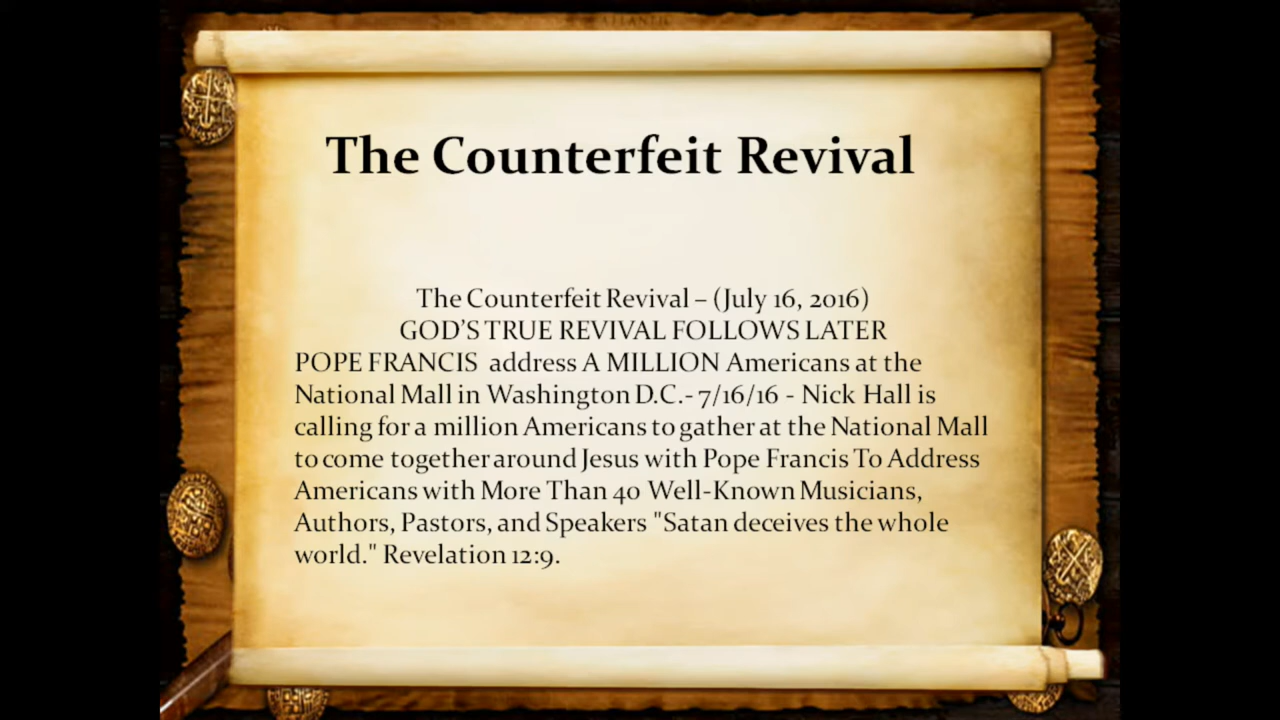 ATLANTIC
The Counterfeit Revival
The Counterfeit Revival – (July 16, 2016)
GOD’S TRUE REVIVAL FOLLOWS LATER
POPE FRANCIS address A MILLION Americans at the
National Mall in Washington D.C.- 7/16/16 - Nick Hall is
calling for a million Americans to gather at the National Mall
to come together around Jesus with Pope Francis To Address
Americans with More Than 40 Well-Known Musicians,
Authors, Pastors, and Speakers "Satan deceives the whole
world." Revelation 12:9.